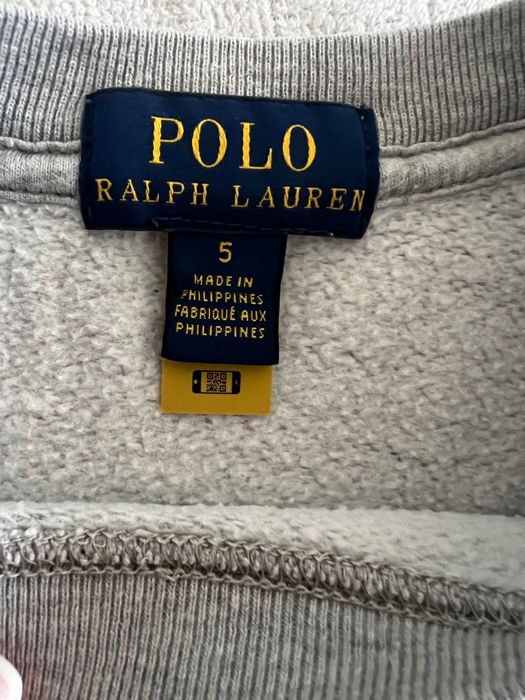 POLO
RALPH LAUREN
5
MADE IN
PHILIPPINES
FABRIQUÉ AUX
PHILIPPINES